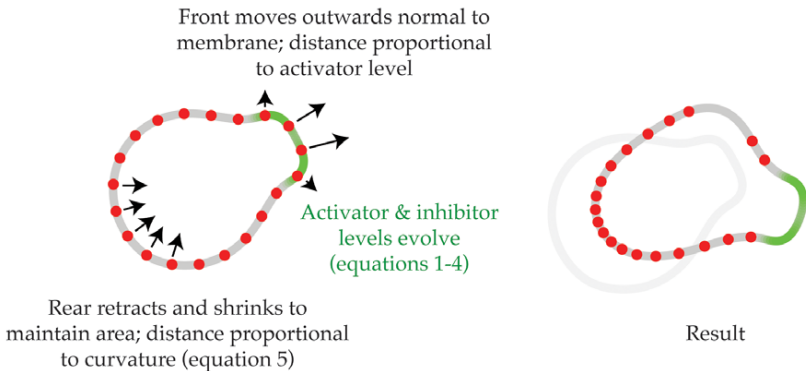 Front moves outwards normal to
membrane; distance proportional
to activator level
Activator & inhibitor
levels evolve
(equations 1-4)
Rear retracts and shrinks to
maintain area; distance proportional
to curvature (equation 5)
Result